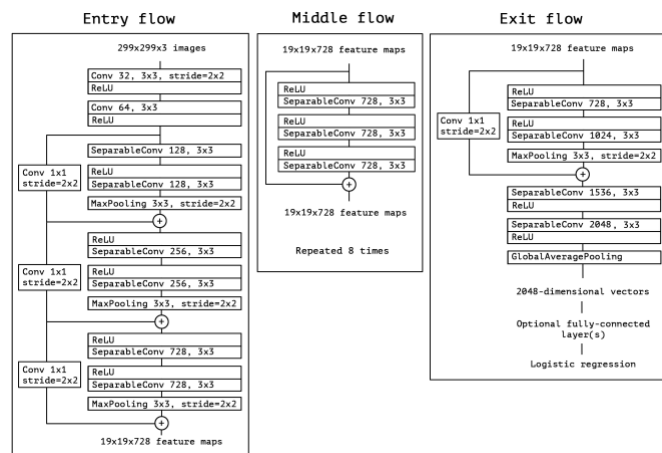 Entry flow
299x299x3 images
Conv 32, 3x3, stride=2x2
ReLU
Conv 64, 3x3
ReLU
Conv 1x1
stride=2x2
SeparableConv 128, 3x3
ReLU
SeparableConv 128, 3x3
MaxPooling 3x3, stride=2x2
+
Conv 1x1
stride=2x2
ReLU
SeparableConv 256, 3x3
ReLU
SeparableConv 256, 3x3
MaxPooling 3x3, stride=2x2
+
Conv 1x1
stride=2x2
ReLU
SeparableConv 728, 3x3
ReLU
SeparableConv 728, 3x3
MaxPooling 3x3, stride=2x2
+
19x19x728 feature maps
Middle flow
19x19x728 feature maps
ReLU
SeparableConv 728, 3x3
ReLU
SeparableConv 728, 3x3
ReLU
SeparableConv 728, 3x3
+
19x19x728 feature maps
Repeated 8 times
Exit flow
19x19x728 feature maps
Conv 1x1
stride=2x2
ReLU
SeparableConv 728, 3x3
ReLU
SeparableConv 1024, 3x3
MaxPooling 3x3, stride=2x2
+
SeparableConv 1536, 3x3
ReLU
SeparableConv 2048, 3x3
ReLU
GlobalAveragePooling
2048-dimensional vectors
Optional fully-connected
layer(s)
Logistic regression